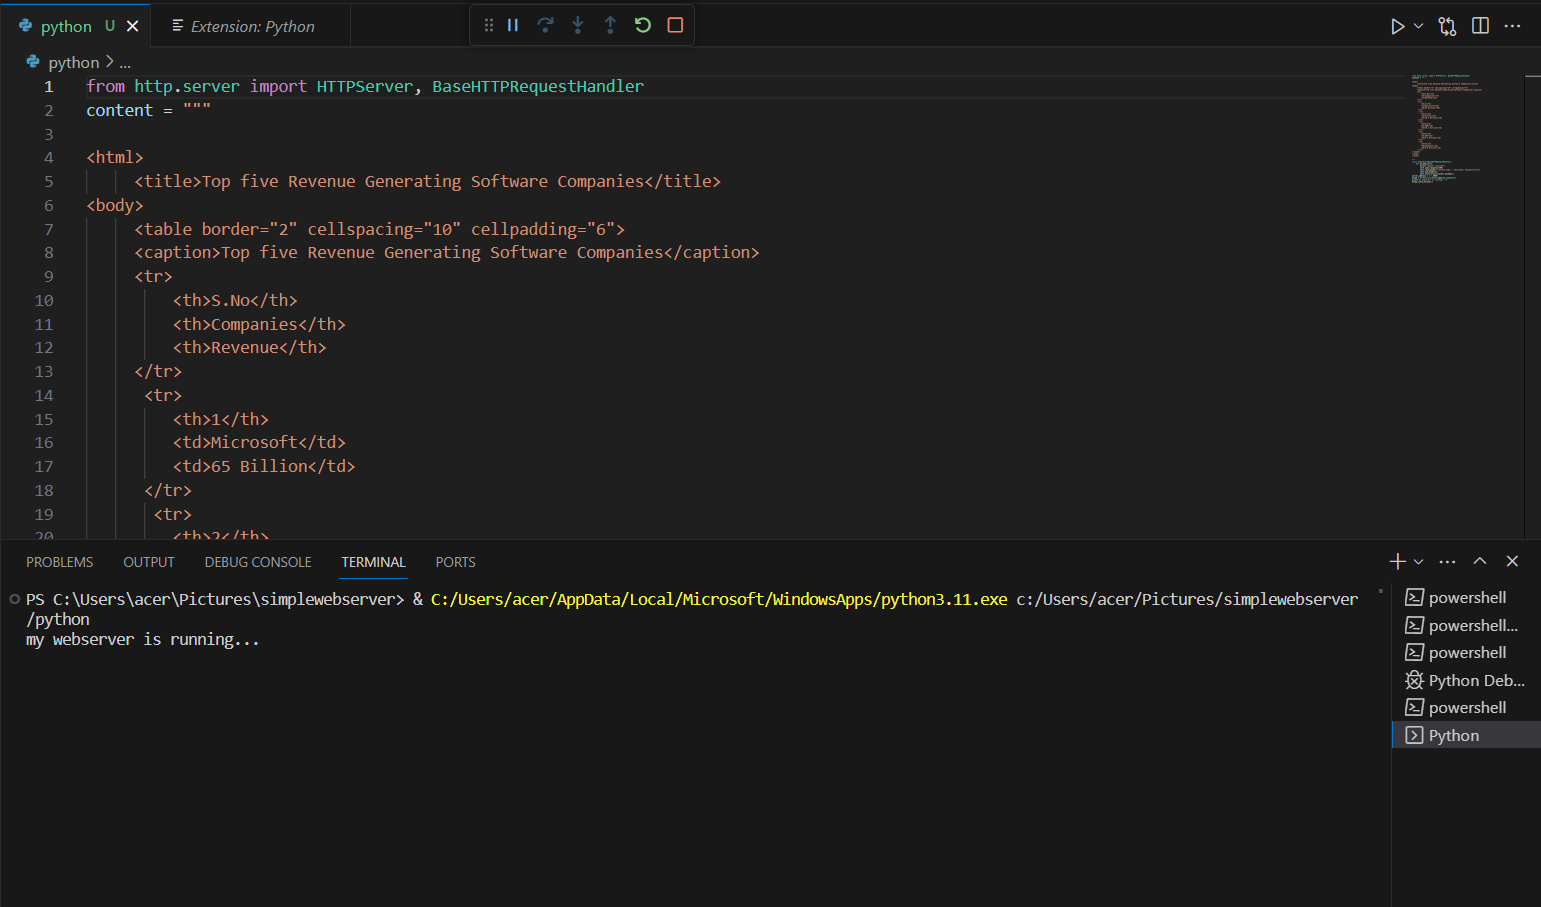 python U
Extension: Python
python > ...
1 from http.server import HTTPServer, BaseHTTPRequestHandler
2 content = """
3
4 <html>
5 <title>Top five Revenue Generating Software Companies</title>
6 <body>
7 <table border="2" cellspacing="10" cellpadding="6">
8 <caption>Top five Revenue Generating Software Companies</caption>
9 <tr>
10 <th>S.No</th>
11 <th>Companies</th>
12 <th>Revenue</th>
13 </tr>
14 <tr>
15 <th>1</th>
16 <td>Microsoft</td>
17 <td>65 Billion</td>
18 </tr>
19 <tr>
20 <th>2</th>
PROBLEMS OUTPUT DEBUG CONSOLE TERMINAL PORTS
PS C:\Users\acer\Pictures\simplewebserver> & C:/Users/acer/AppData/Local/Microsoft/WindowsApps/python3.11.exe c:/Users/acer/Pictures/simplewebserver
/python
my webserver is running...
powershell
powershell...
powershell
Python Deb...
powershell
Python